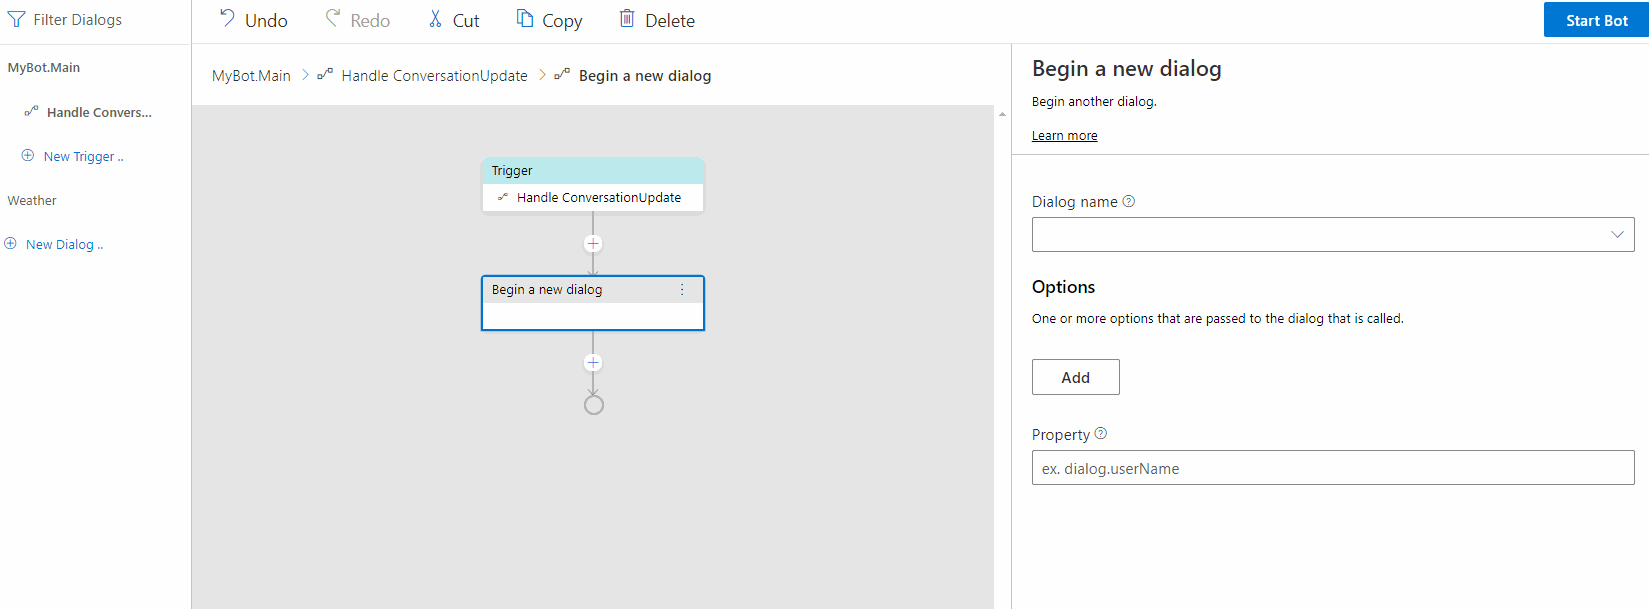 Filter Dialogs
Undo
Redo
Cut
Copy
Delete
Start Bot
MyBot.Main
Handle Convers...
New Trigger ..
Weather
New Dialog ..
MyBot.Main > Handle ConversationUpdate > Begin a new dialog
Trigger
Handle ConversationUpdate
Begin a new dialog
Begin a new dialog
Begin another dialog.
Learn more
Dialog name
Options
One or more options that are passed to the dialog that is called.
Add
Property
ex. dialog.userName